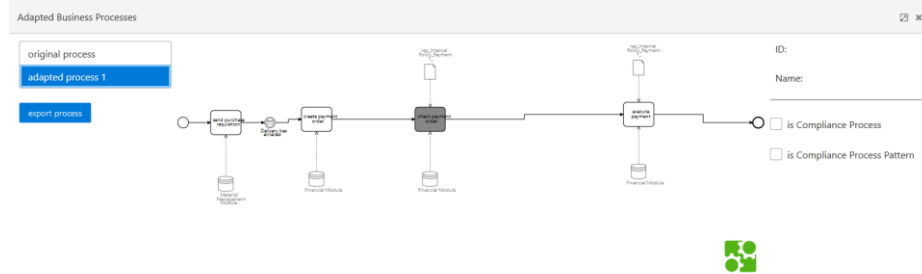 Adapted Business Processes
original process
adapted process 1
export process
send purchase
requisition
Delivery has
arrived
create payment
order
check payment
order
execute
payment
Material
Management
Module
Financial Module
Financial Module
Financial Module
ID:
Name:
is Compliance Process
is Compliance Process Pattern